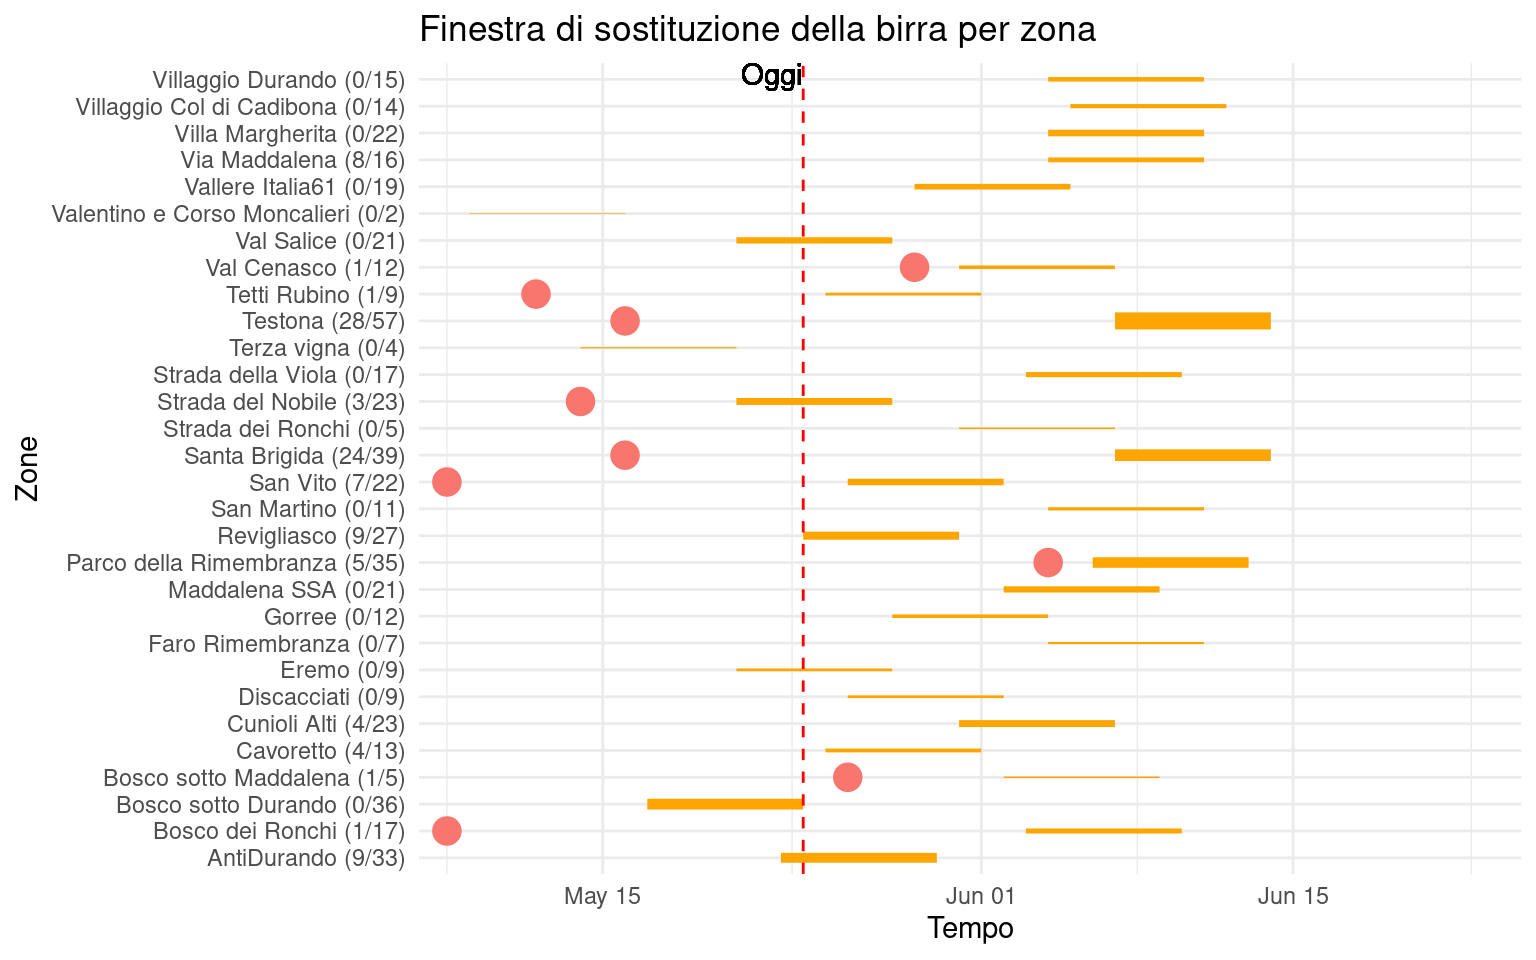 Finestra di sostituzione della birra per zona
Oggi
Villaggio Durando (0/15)
Villaggio Col di Cadibona (0/14)
Villa Margherita (0/22)
Via Maddalena (8/16)
Vallere Italia61 (0/19)
Valentino e Corso Moncalieri (0/2)
Val Salice (0/21)
Val Cenasco (1/12)
Tetti Rubino (1/9)
Testona (28/57)
Terza vigna (0/4)
Strada della Viola (0/17)
Strada del Nobile (3/23)
Strada dei Ronchi (0/5)
Santa Brigida (24/39)
San Vito (7/22)
San Martino (0/11)
Revigliasco (9/27)
Parco della Rimembranza (5/35)
Maddalena SSA (0/21)
Gorree (0/12)
Faro Rimembranza (0/7)
Eremo (0/9)
Discacciati (0/9)
Cunioli Alti (4/23)
Cavoretto (4/13)
Bosco sotto Maddalena (1/5)
Bosco sotto Durando (0/36)
Bosco dei Ronchi (1/17)
AntiDurando (9/33)
Zone
May 15 Jun 01 Jun 15
Tempo